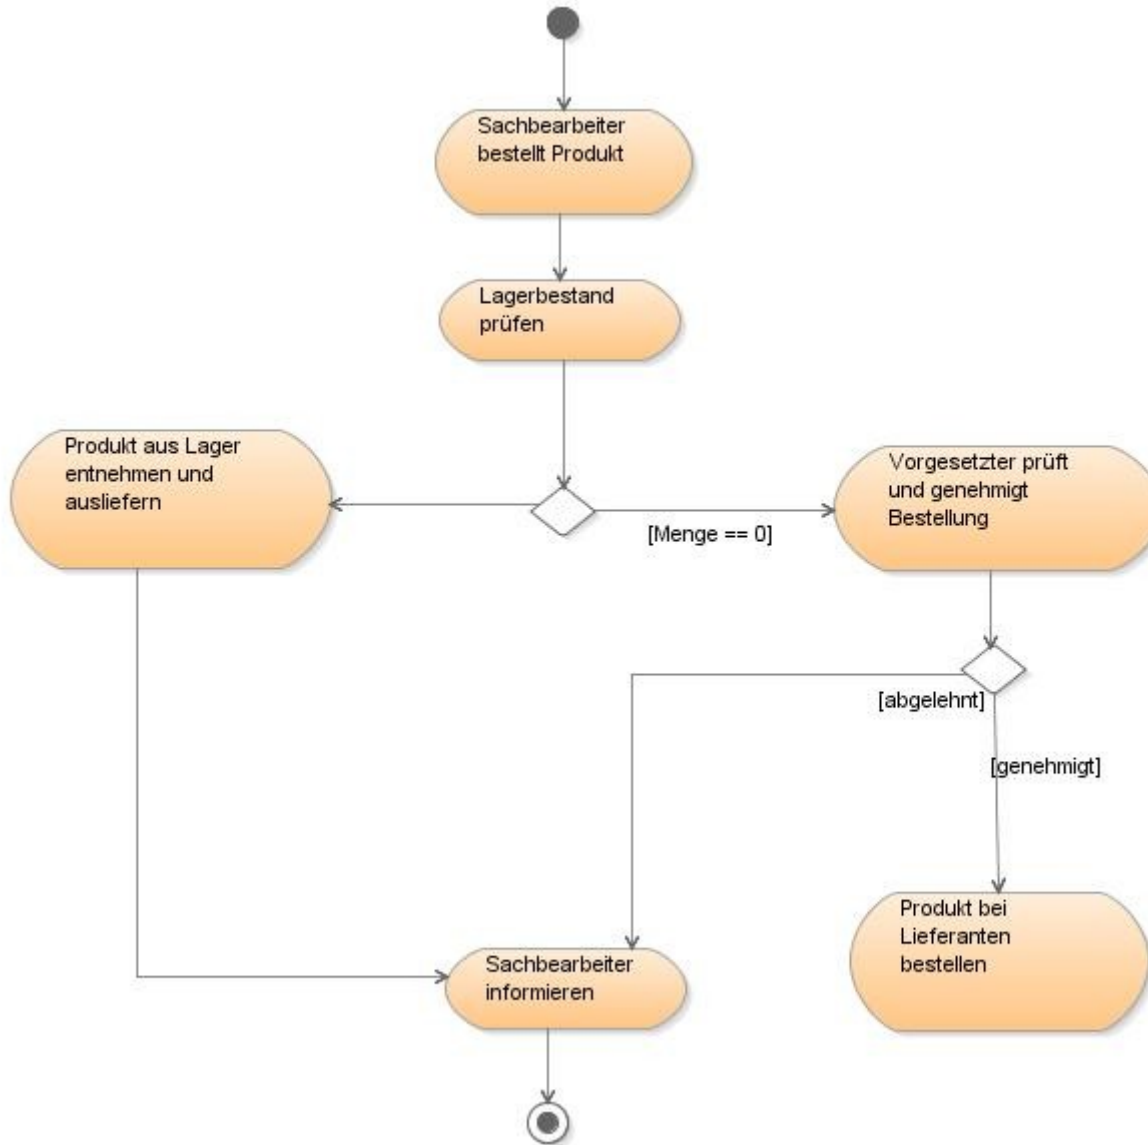 Sachbearbeiter
bestellt Produkt
Lagerbestand
prüfen
Produkt aus Lager
entnehmen und
ausliefern
[Menge == 0]
Vorgesetzter prüft
und genehmigt
Bestellung
[abgelehnt]
[genehmigt]
Produkt bei
Lieferanten
bestellen
Sachbearbeiter
informieren